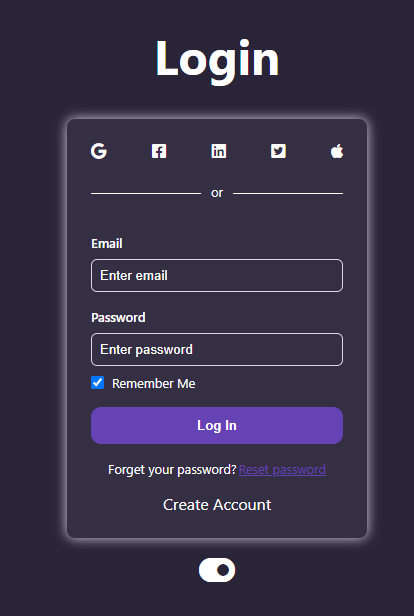 Login
or
Email
Enter email
Password
Enter password
Remember Me
Log In
Forget your password? Reset password
Create Account